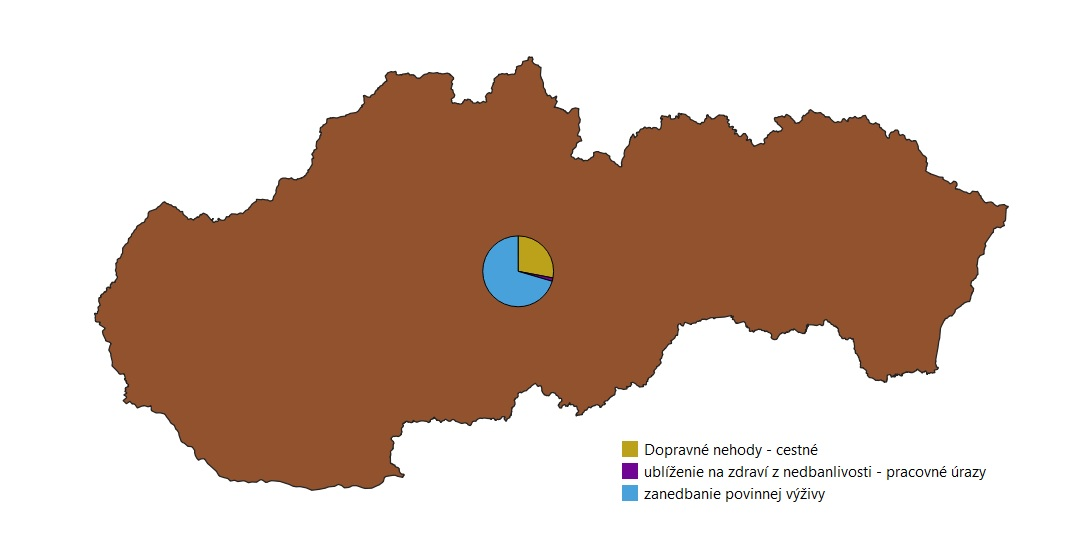 Dopravné nehody - cestné
ublíženie na zdraví z nedbanlivosti - pracovné úrazy
zanedbanie povinnej výživy